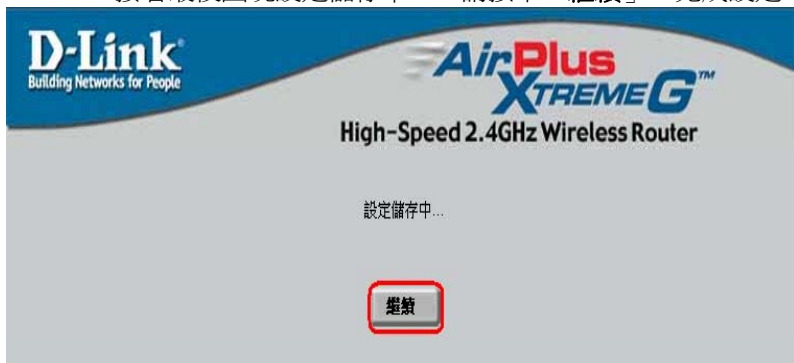 D-Link
Building Networks for People
AirPlus
XTREME G™
High-Speed 2.4GHz Wireless Router
設定儲存中...
繼續